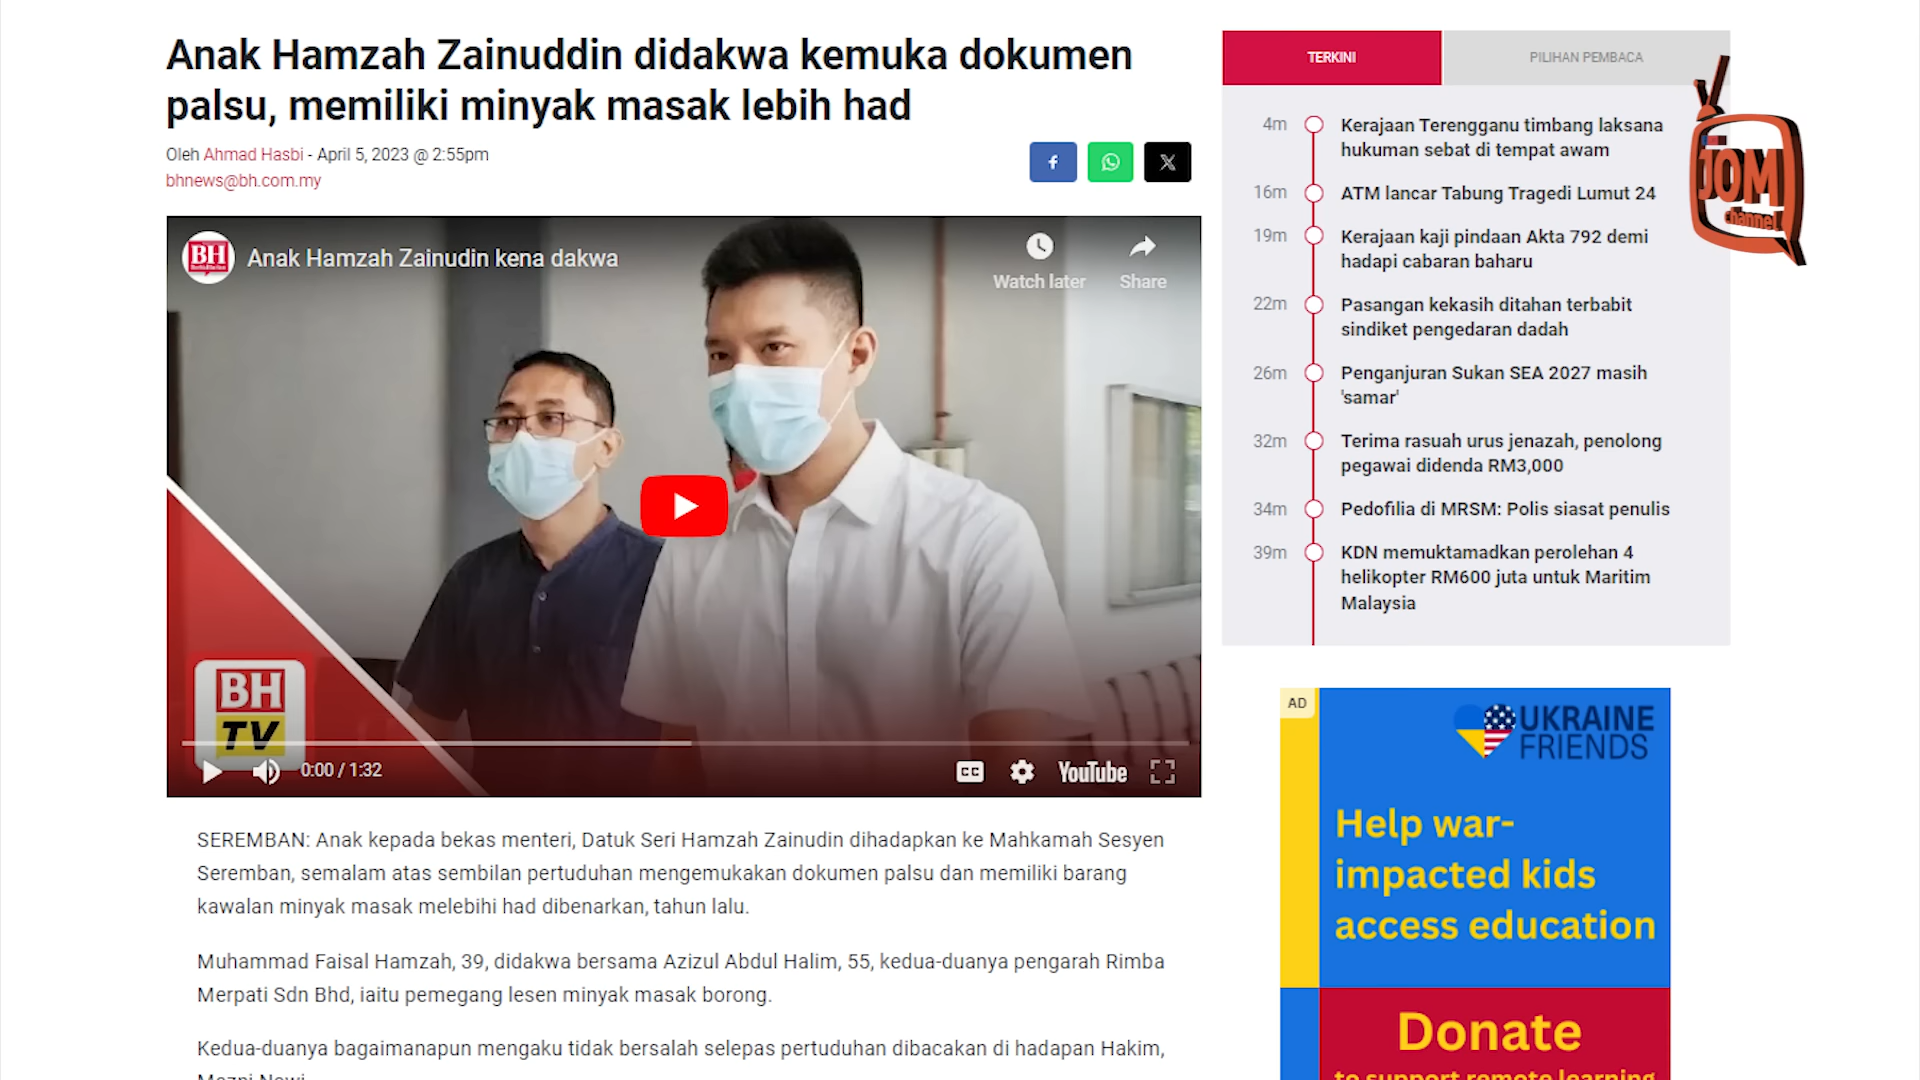 Anak Hamzah Zainuddin didakwa kemuka dokumen
palsu, memiliki minyak masak lebih had
Oleh Ahmad Hasbi - April 5, 2023 @ 2:55pm
bhnews@bh.com.my
BH
Anak Hamzah Zainudin kena dakwa
Watch later
Share
BH
TV
0:00 / 1:32
CC
YouTube
SEREMBAN: Anak kepada bekas menteri, Datuk Seri Hamzah Zainudin dihadapkan ke Mahkamah Sesyen
Seremban, semalam atas sembilan pertuduhan mengemukakan dokumen palsu dan memiliki barang
kawalan minyak masak melebihi had dibenarkan, tahun lalu.
Muhammad Faisal Hamzah, 39, didakwa bersama Azizul Abdul Halim, 55, kedua-duanya pengarah Rimba
Merpati Sdn Bhd, iaitu pemegang lesen minyak masak borong.
Kedua-duanya bagaimanapun mengaku tidak bersalah selepas pertuduhan dibacakan di hadapan Hakim,
TERKINI
PILIHAN PEMBACA
4m
Kerajaan Terengganu timbang laksana
hukuman sebat di tempat awam
16m
ATM lancar Tabung Tragedi Lumut 24
19m
Kerajaan kaji pindaan Akta 792 demi
hadapi cabaran baharu
22m
Pasangan kekasih ditahan terbabit
sindiket pengedaran dadah
26m
Penganjuran Sukan SEA 2027 masih
'samar'
32m
Terima rasuah urus jenazah, penolong
pegawai didenda RM3,000
34m
Pedofilia di MRSM: Polis siasat penulis
39m
KDN memuktamadkan perolehan 4
helikopter RM600 juta untuk Maritim
Malaysia
JOM
channel
AD
UKRAINE
FRIENDS
Help war-
impacted kids
access education
Donate
to support remote learning